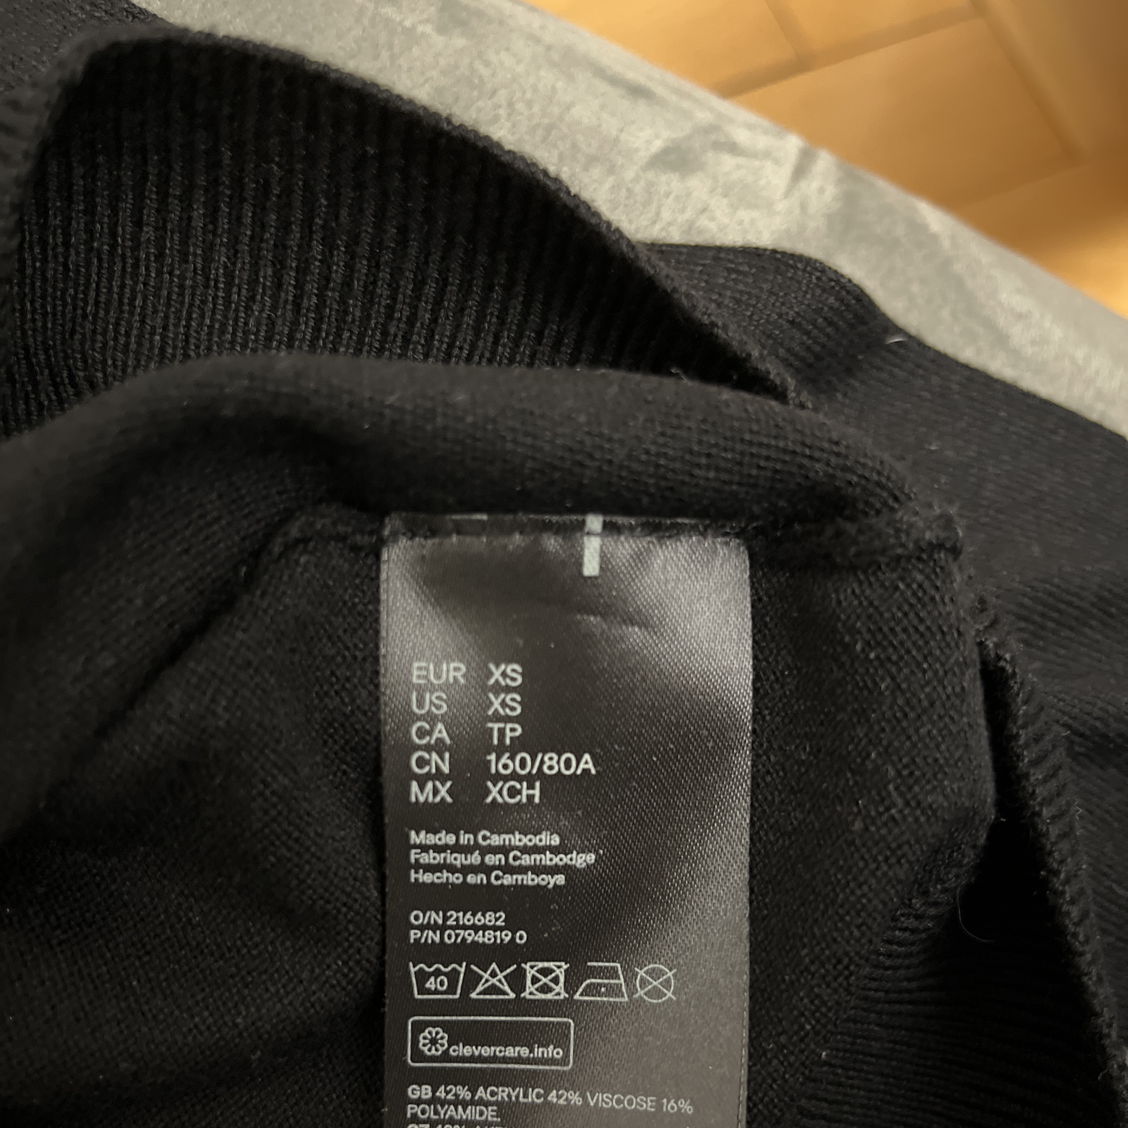 EUR XS
US XS
CA TP
CN 160/80A
MX XCH
Made in Cambodia
Fabriqué en Cambodge
Hecho en Camboya
O/N 216682
P/N 0794819 0
40
clevercare.info
GB 42% ACRYLIC 42% VISCOSE 16%
POLYAMIDE.